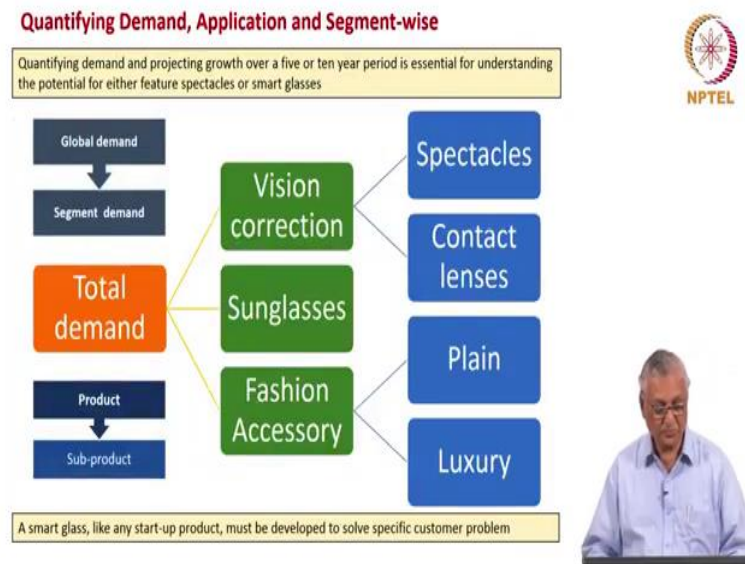 Quantifying Demand, Application and Segment-wise
Quantifying demand and projecting growth over a five or ten year period is essential for understanding
the potential for either feature spectacles or smart glasses
NPTEL
Global demand
Segment demand
Total
demand
Product
Sub-product
Vision
correction
Sunglasses
Fashion
Accessory
Spectacles
Contact
lenses
Plain
Luxury
A smart glass, like any start-up product, must be developed to solve specific customer problem